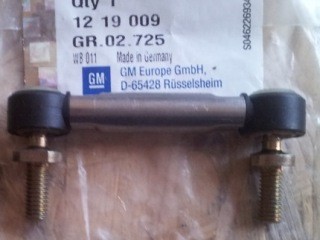 Qty 1
12 19 009
GR.02.725
WB 011 Made in Germany
GM
GM Europe GmbH,
D-65428 Rüsselsheim